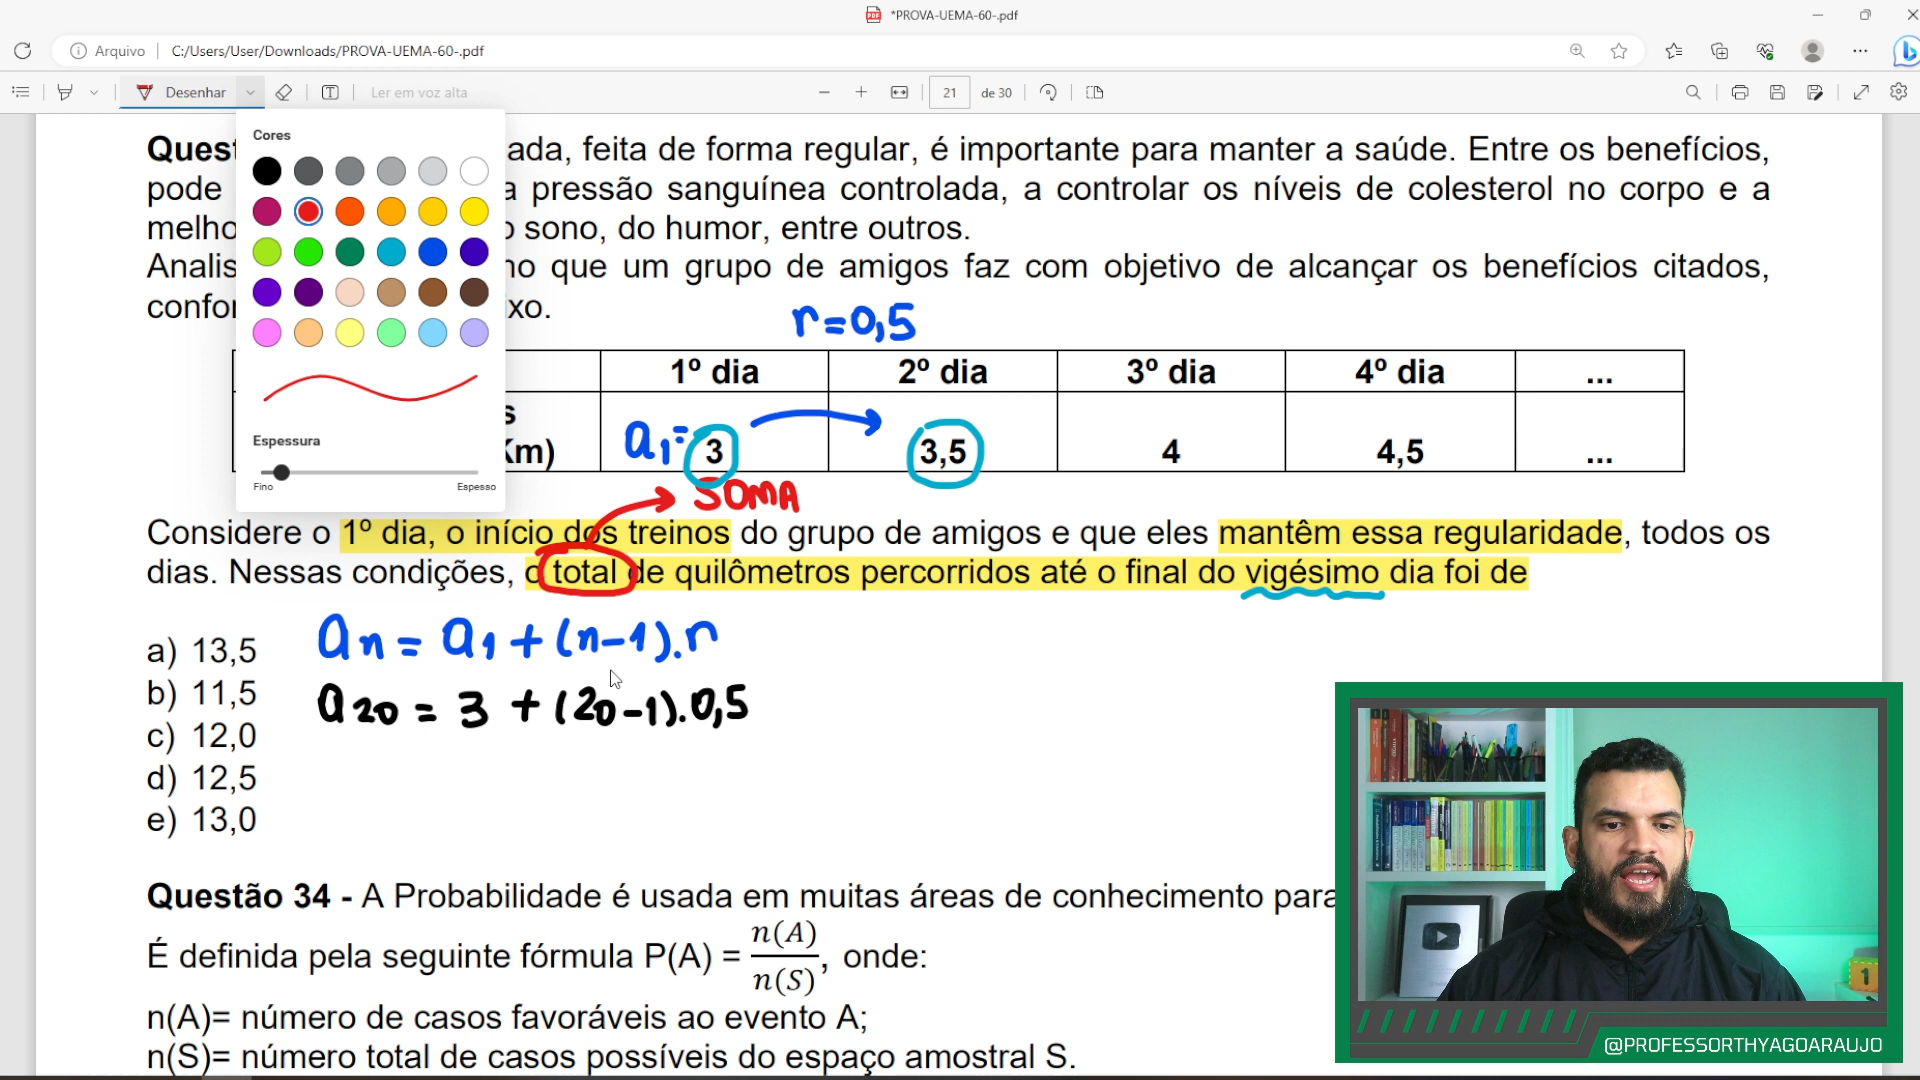 *PROVA-UEMA-60-.pdf
Arquivo C:/Users/User/Downloads/PROVA-UEMA-60-.pdf
Desenhar Ler em voz alta 21 de 30
Cores
Espessura
Fino Espesso
Quest ada, feita de forma regular, é importante para manter a saúde. Entre os benefícios,
pode a pressão sanguínea controlada, a controlar os níveis de colesterol no corpo e a
melho o sono, do humor, entre outros.
Analis no que um grupo de amigos faz com objetivo de alcançar os benefícios citados,
confor ixo.
r=0,5
1º dia 2º dia 3º dia 4º dia ...
s
Km) a1= 3 3,5 4 4,5 ...
SOMA
Considere o 1º dia, o início dos treinos do grupo de amigos e que eles mantêm essa regularidade, todos os
dias. Nessas condições, o total de quilômetros percorridos até o final do vigésimo dia foi de
an = a1 + (n-1).r
a) 13,5
b) 11,5
a20 = 3 + (20-1).0,5
c) 12,0
d) 12,5
e) 13,0
Questão 34 - A Probabilidade é usada em muitas áreas de conhecimento para
É definida pela seguinte fórmula P(A) = n(A)/n(S), onde:
n(A)= número de casos favoráveis ao evento A;
n(S)= número total de casos possíveis do espaço amostral S.
@PROFESSORTHYAGOARAUJO